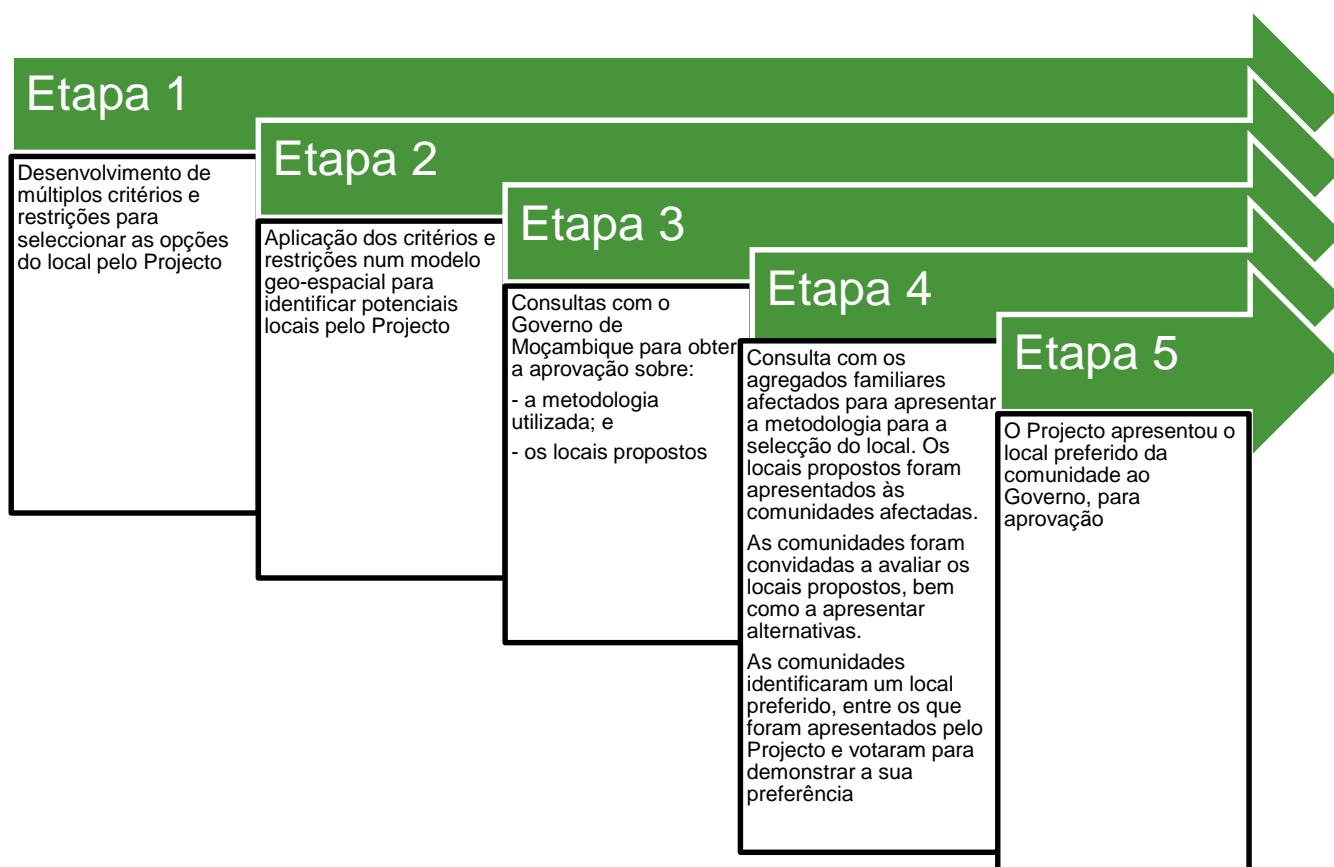 Etapa 1
Desenvolvimento de
múltiplos critérios e
restrições para
seleccionar as opções
do local pelo Projecto
Etapa 2
Aplicação dos critérios e
restrições num modelo
geo-espacial para
identificar potenciais
locais pelo Projecto
Etapa 3
Consultas com o
Governo de
Moçambique para obter
a aprovação sobre:
- a metodologia
utilizada; e
- os locais propostos
Etapa 4
Consulta com os
agregados familiares
afectados para apresentar
a metodologia para a
selecção do local. Os
locais propostos foram
apresentados às
comunidades afectadas.
As comunidades foram
convidadas a avaliar os
locais propostos, bem
como a apresentar
alternativas.
As comunidades
identificaram um local
preferido, entre os que
foram apresentados pelo
Projecto e votaram para
demonstrar a sua
preferência
Etapa 5
O Projecto apresentou o
local preferido da
comunidade ao
Governo, para
aprovação